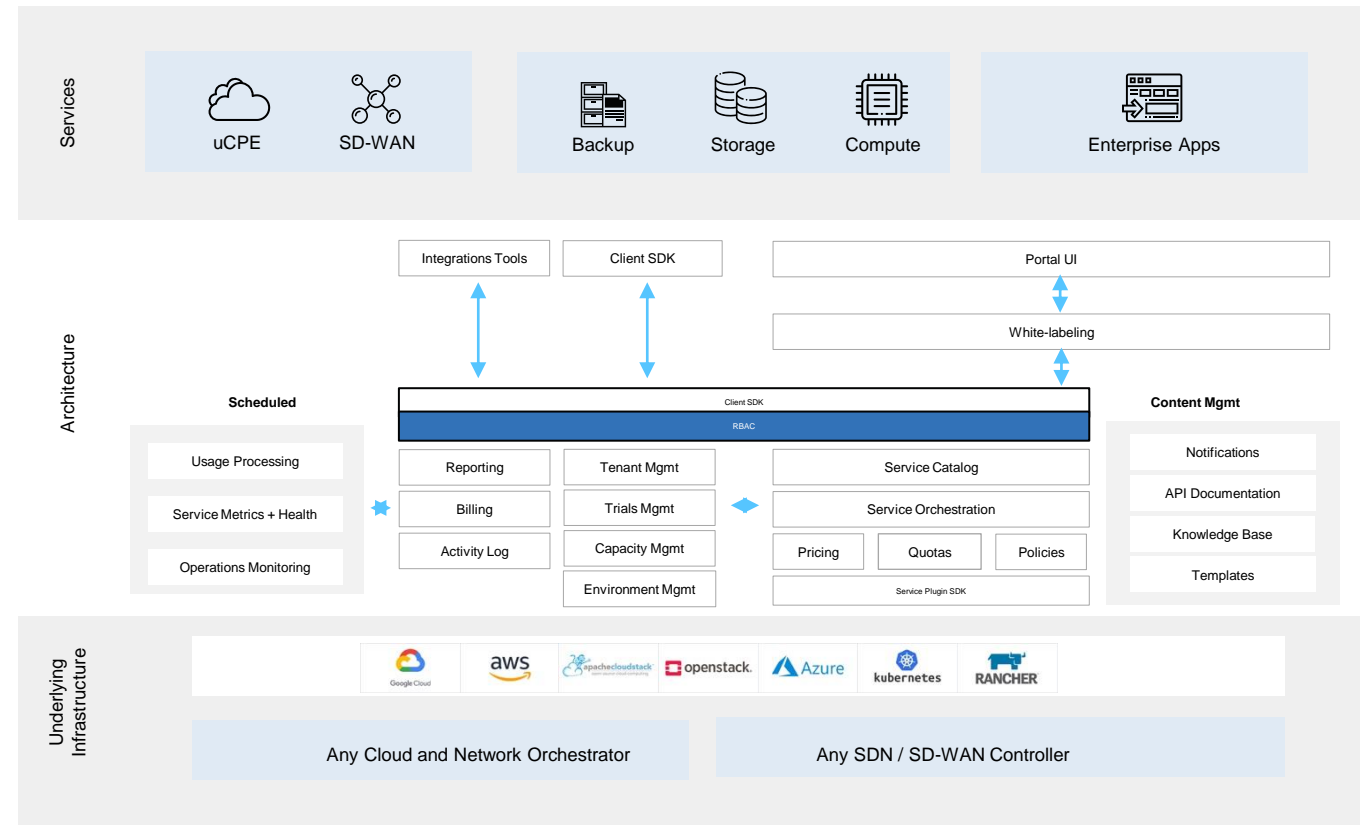 Services
uCPE
SD-WAN
Backup
Storage
Compute
Enterprise Apps
Architecture
Integrations Tools
Client SDK
Portal UI
White-labeling
Scheduled
Client SDK
Content Mgmt
RBAC
Usage Processing
Service Metrics + Health
Operations Monitoring
Reporting
Billing
Activity Log
Tenant Mgmt
Trials Mgmt
Capacity Mgmt
Environment Mgmt
Service Catalog
Service Orchestration
Pricing
Quotas
Policies
Service Plugin SDK
Notifications
API Documentation
Knowledge Base
Templates
Underlying
Infrastructure
Google Cloud
aws
apachecloudstack
open source cloud computing
openstack.
Azure
kubernetes
RANCHER
Any Cloud and Network Orchestrator
Any SDN / SD-WAN Controller